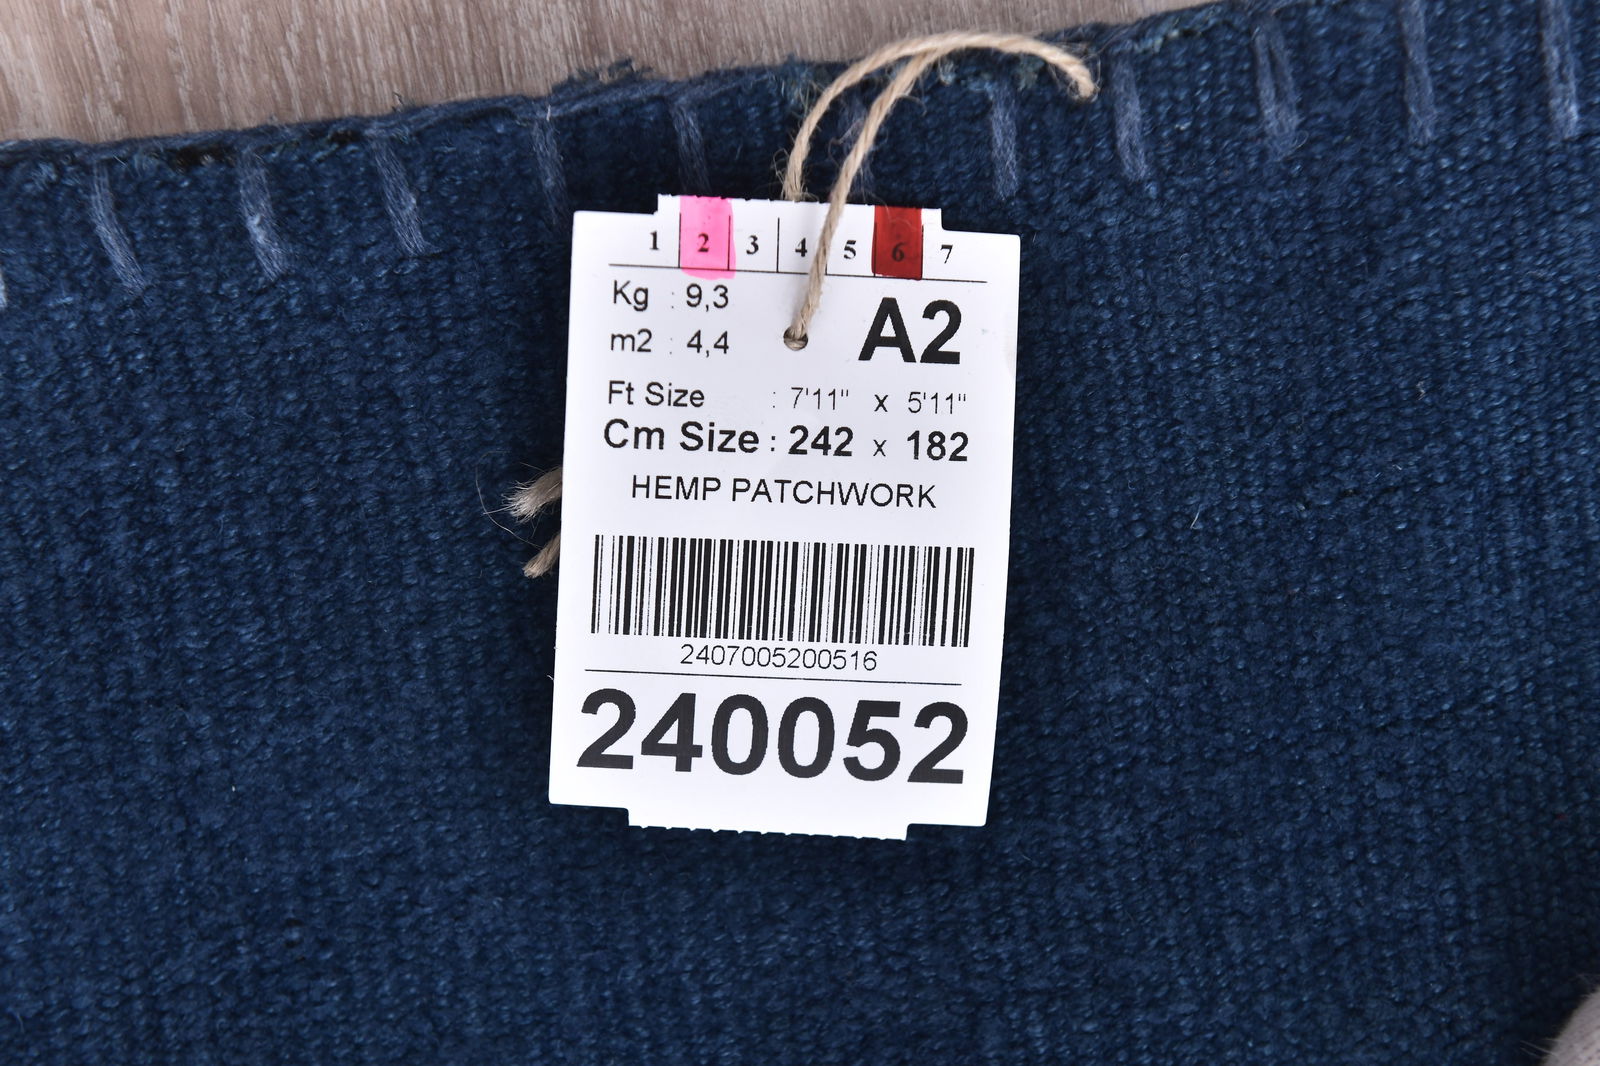 1 2 3 4 5 6 7
Kg : 9,3
m2 : 4,4
A2
Ft Size : 7'11" x 5'11"
Cm Size : 242 x 182
HEMP PATCHWORK
2407005200516
240052